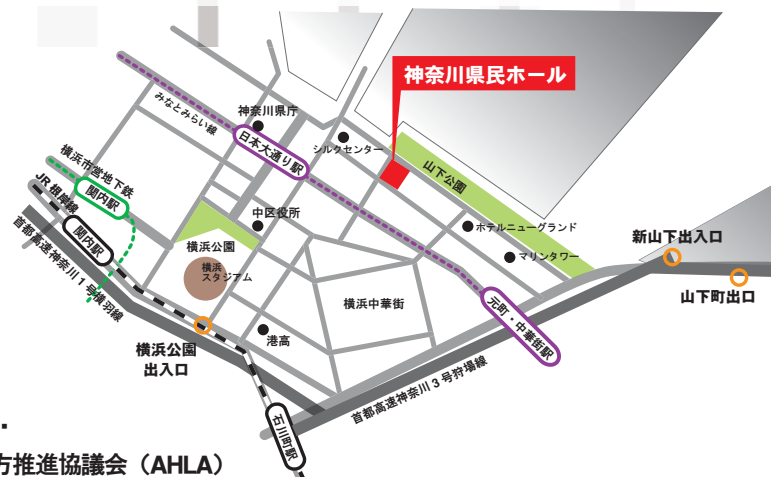 神奈川県民ホール
神奈川県庁
みなとみらい線
日本大通り駅
シルクセンター
山下公園
横浜市営地下鉄
関内駅
JR根岸線
関内駅
首都高速神奈川1号横羽線
中区役所
横浜公園
横浜
スタジアム
ホテルニューグランド
マリンタワー
新山下出入口
山下町出口
横浜中華街
元町・中華街駅
港高
横浜公園
出入口
首都高速神奈川3号狩場線
石川町駅
方推進協議会（AHLA）